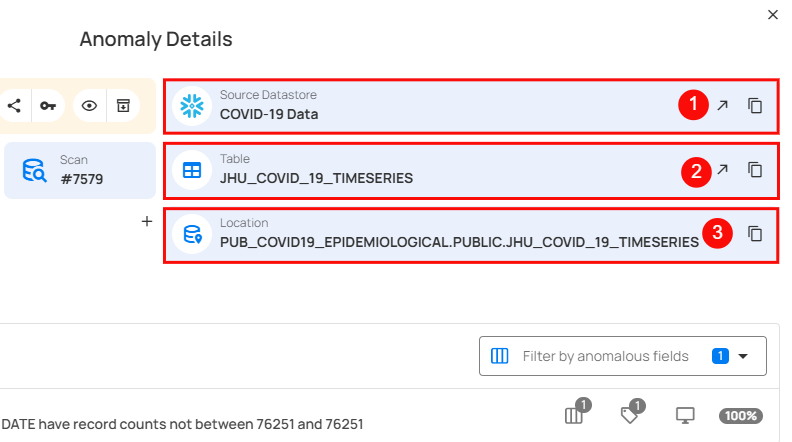 Anomaly Details
Source Datastore
COVID-19 Data
1
Scan
#7579
Table
JHU_COVID_19_TIMESERIES
2
Location
PUB_COVID19_EPIDEMIOLOGICAL.PUBLIC.JHU_COVID_19_TIMESERIES
3
Filter by anomalous fields 1
DATE have record counts not between 76251 and 76251
1
1
100%